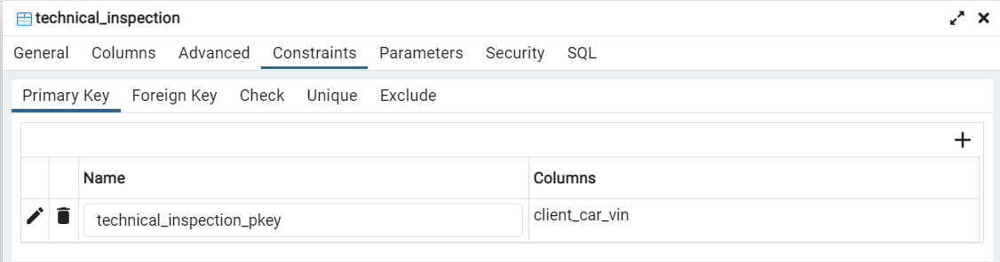 technical_inspection
General Columns Advanced Constraints Parameters Security SQL
Primary Key Foreign Key Check Unique Exclude
Name Columns
technical_inspection_pkey client_car_vin